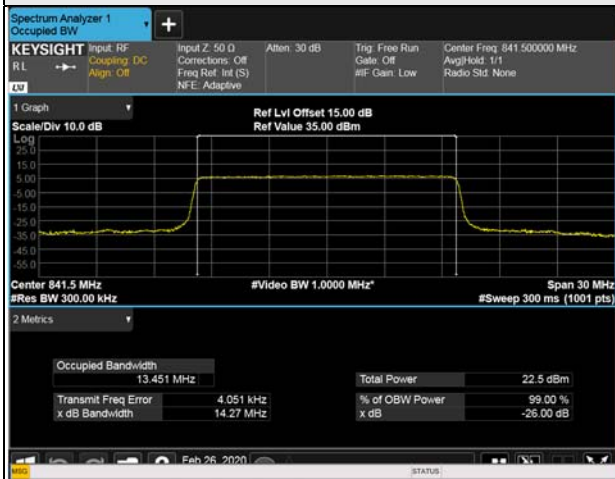 Spectrum Analyzer 1
Occupied BW
KEYSIGHT Input: RF Input Z: 50 Ω Atten: 30 dB Trig: Free Run Center Freq: 841.500000 MHz
RL Coupling: DC Corrections: Off Gate: Off Avg|Hold: 1/1
Align: Off Freq Ref: Int (S) #IF Gain: Low Radio Std: None
LXI NFE: Adaptive
1 Graph Ref Lvl Offset 15.00 dB
Scale/Div 10.0 dB Ref Value 35.00 dBm
Log
25.0
15.0
5.00
-5.00
-15.0
-25.0
-35.0
-45.0
-55.0
Center 841.5 MHz #Video BW 1.0000 MHz* Span 30 MHz
#Res BW 300.00 kHz #Sweep 300 ms (1001 pts)
2 Metrics
Occupied Bandwidth
13.451 MHz Total Power 22.5 dBm
Transmit Freq Error 4.051 kHz % of OBW Power 99.00 %
x dB Bandwidth 14.27 MHz x dB -26.00 dB
Feb 26, 2020
MSG STATUS